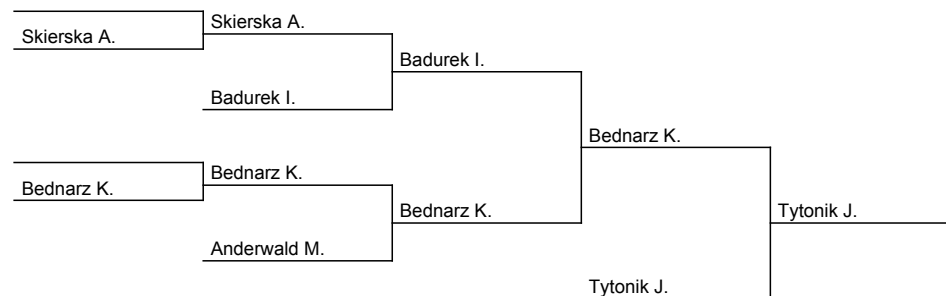 Skierska A.
Skierska A.
Badurek I.
Badurek I.
Bednarz K.
Bednarz K.
Bednarz K.
Bednarz K.
Tytonik J.
Anderwald M.
Tytonik J.